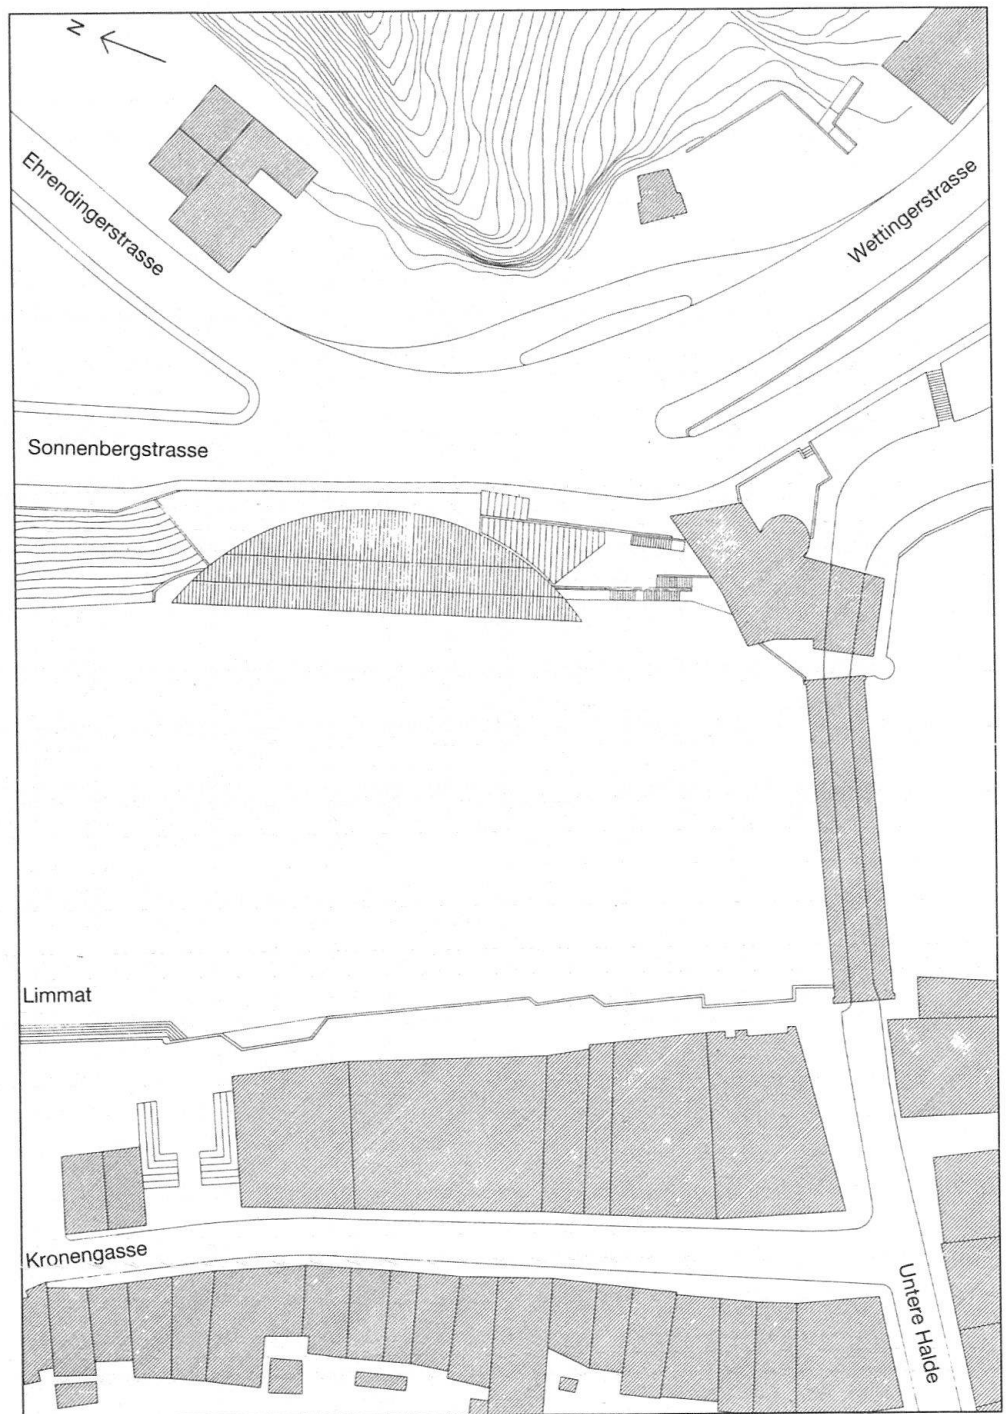 N
Ehrendingerstrasse
Wettingerstrasse
Sonnenbergstrasse
Limmat
Kronengasse
Untere Halde